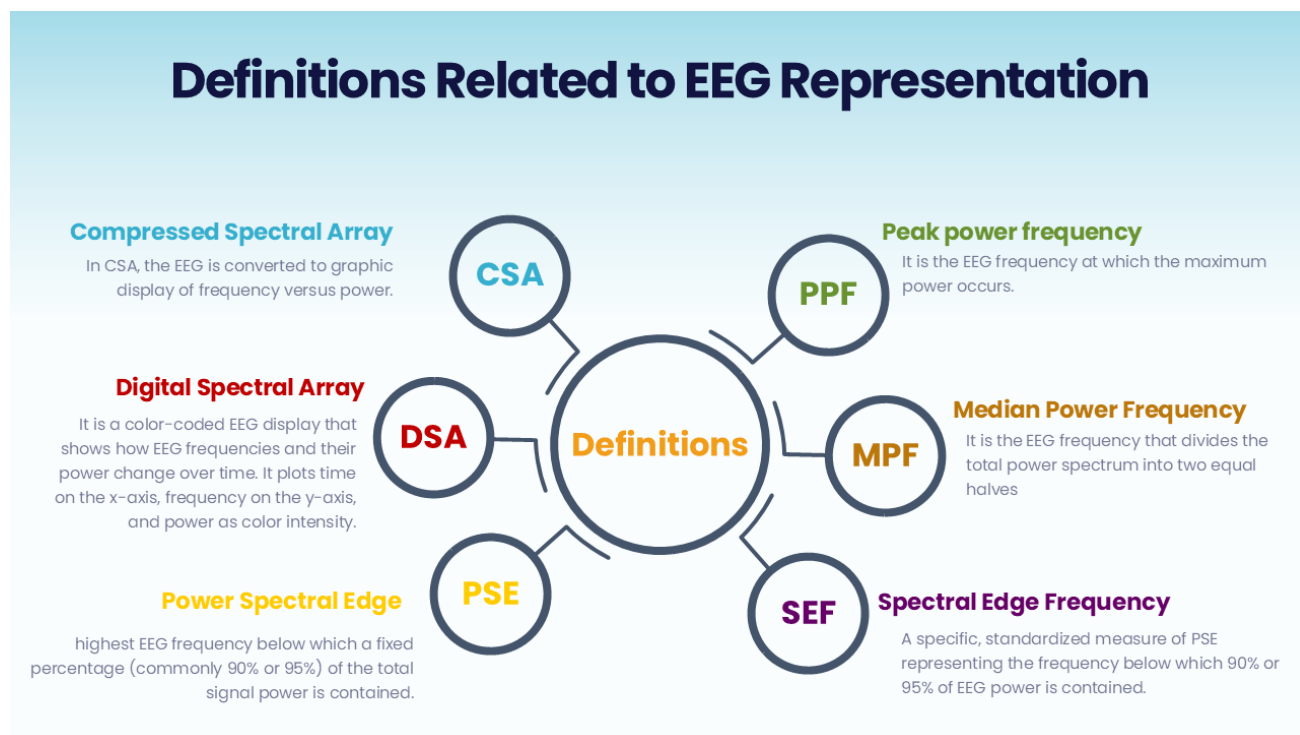 Definitions Related to EEG Representation
Compressed Spectral Array
In CSA, the EEG is converted to graphic
display of frequency versus power.
CSA
Digital Spectral Array
It is a color-coded EEG display that
shows how EEG frequencies and their
power change over time. It plots time
on the x-axis, frequency on the y-axis,
and power as color intensity.
DSA
Power Spectral Edge
highest EEG frequency below which a fixed
percentage (commonly 90% or 95%) of the total
signal power is contained.
PSE
Definitions
PPF
Peak power frequency
It is the EEG frequency at which the maximum
power occurs.
MPF
Median Power Frequency
It is the EEG frequency that divides the
total power spectrum into two equal
halves
SEF
Spectral Edge Frequency
A specific, standardized measure of PSE
representing the frequency below which 90% or
95% of EEG power is contained.